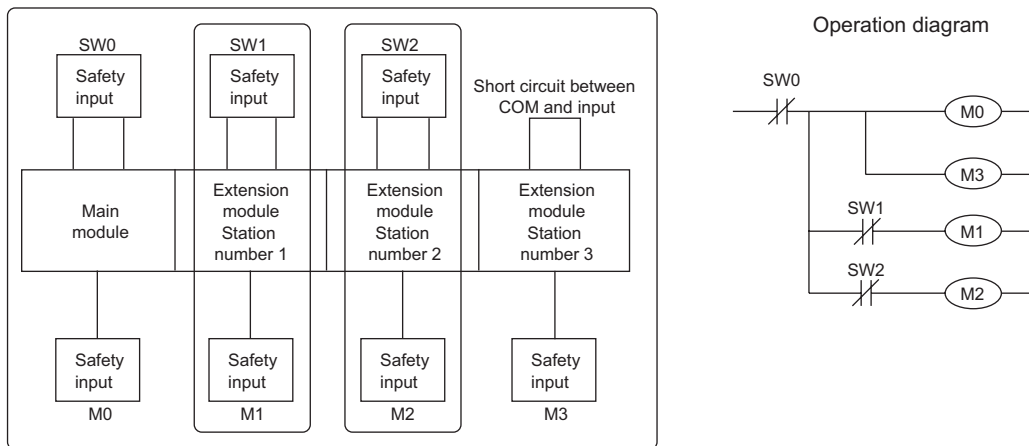 Operation diagram
SW0
SW1
SW2
Safety
input
Safety
input
Safety
input
Short circuit between
COM and input
Main
module
Extension
module
Station
number 1
Extension
module
Station
number 2
Extension
module
Station
number 3
Safety
input
Safety
input
Safety
input
Safety
input
M0
M1
M2
M3
SW0
M0
M3
SW1
M1
SW2
M2